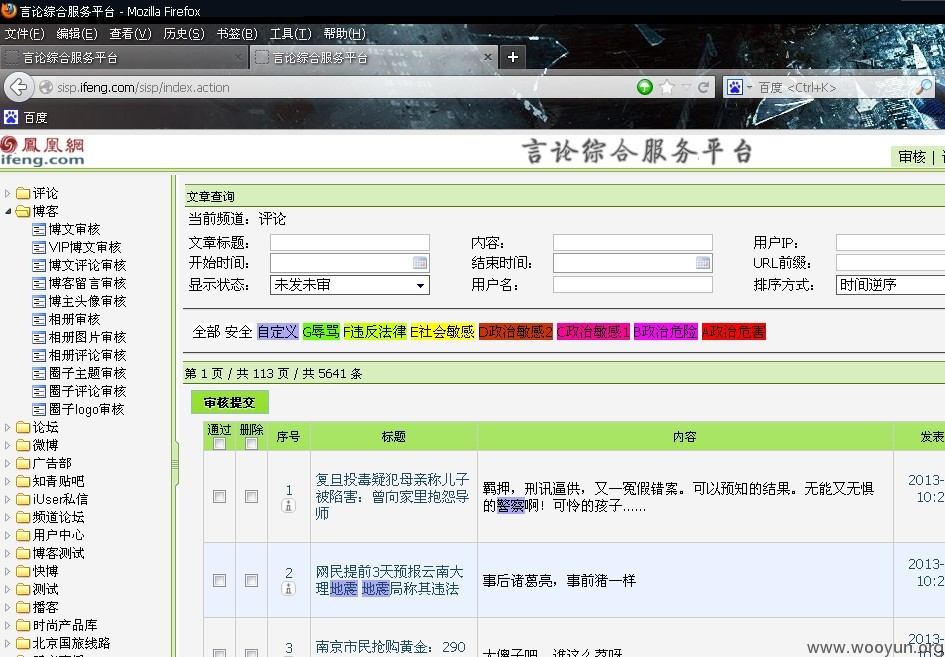 言论综合服务平台 - Mozilla Firefox
文件(F) 编辑(E) 查看(V) 历史(S) 书签(B) 工具(T) 帮助(H)
言论综合服务平台 × 言论综合服务平台 × +
sisp.ifeng.com/sisp/index.action 百度 <Ctrl+K>
百度
鳳凰網
ifeng.com
言论综合服务平台
审核 |
评论
博客
博文审核
VIP博文审核
博文评论审核
博客留言审核
博主头像审核
相册审核
相册图片审核
相册评论审核
圈子主题审核
圈子评论审核
圈子logo审核
论坛
微博
广告部
知青贴吧
iUser私信
频道论坛
用户中心
博客测试
快博
测试
播客
时尚产品库
北京国旅线路
文章查询
当前频道: 评论
文章标题: 内容: 用户IP:
开始时间: 结束时间: URL前缀:
显示状态: 未发未审 用户名: 排序方式: 时间逆序
全部 安全 自定义 G辱骂 F违反法律 E社会敏感 D政治敏感2 C政治敏感1 B政治危险 A政治危害
第 1 页 / 共 113 页 / 共 5641 条
审核提交
通过 删除 序号 标题 内容 发表
1
复旦投毒疑犯母亲称儿子
被陷害：曾向家里抱怨导
师
羁押，刑讯逼供，又一冤假错案。可以预知的结果。无能又无惧
的警察啊！可怜的孩子......
2013-
10:2
2
网民提前3天预报云南大
理地震 地震局称其违法
事后诸葛亮，事前猪一样
2013-
10:2
3
南京市民抢购黄金：290
2013-
www.wooyun.org